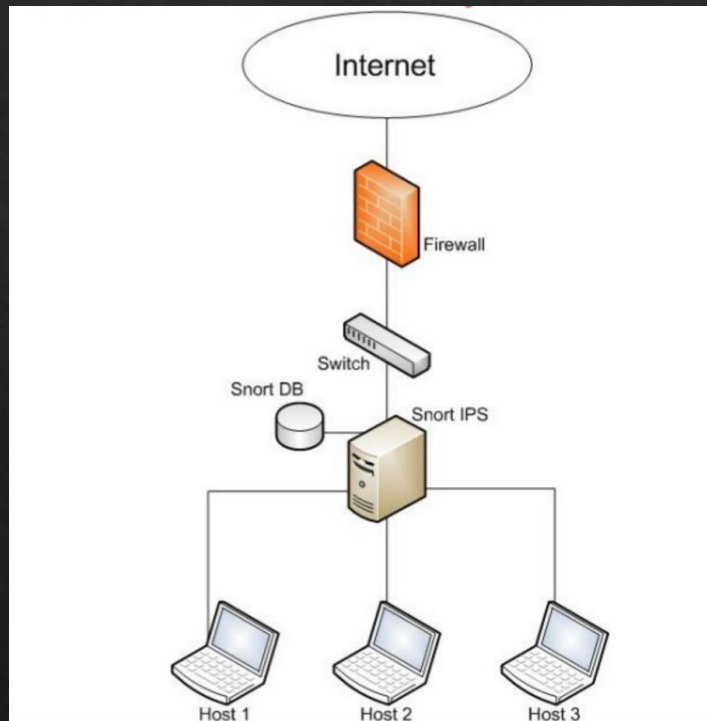 Internet
Firewall
Switch
Snort DB
Snort IPS
Host 1
Host 2
Host 3